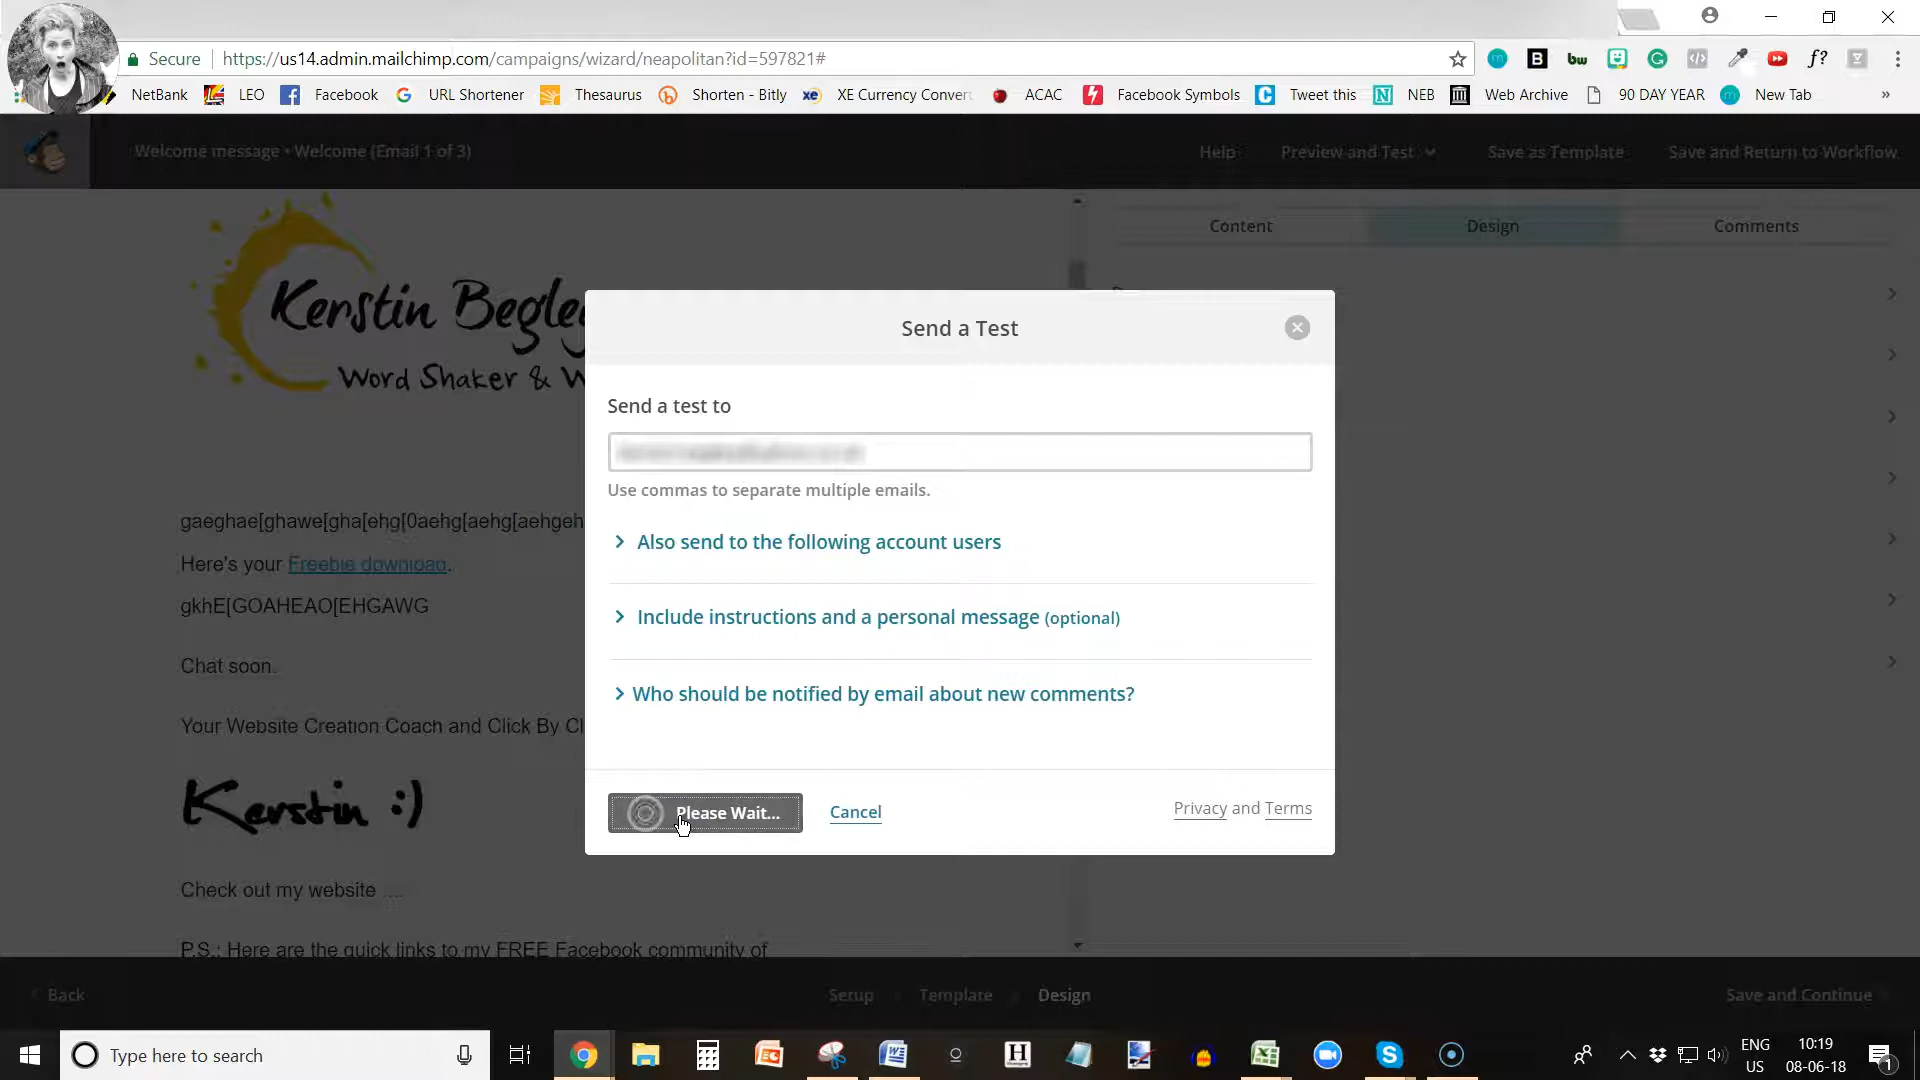 Secure https://us14.admin.mailchimp.com/campaigns/wizard/neapolitan?id=597821#
NetBank LEO Facebook URL Shortener Thesaurus Shorten - Bitly XE Currency Convert ACAC Facebook Symbols Tweet this NEB Web Archive 90 DAY YEAR New Tab »
Welcome message • Welcome (Email 1 of 3) Help Preview and Test Save as Template Save and Return to Workflow
Content Design Comments
Kerstin Begle
Word Shaker & W
Send a Test
Send a test to
Use commas to separate multiple emails.
Also send to the following account users
Include instructions and a personal message (optional)
Who should be notified by email about new comments?
Please Wait... Cancel Privacy and Terms
gaeghae[ghawe[gha[ehg[0aehg[aehg[aehgeh
Here's your Freebie download.
gkhE[GOAHEAO[EHGAWG
Chat soon.
Your Website Creation Coach and Click By Cl
Kerstin :)
Check out my website ....
P.S.: Here are the quick links to my FREE Facebook community of
Back Setup Template Design Save and Continue
Type here to search
ENG
US
10:19
08-06-18
1